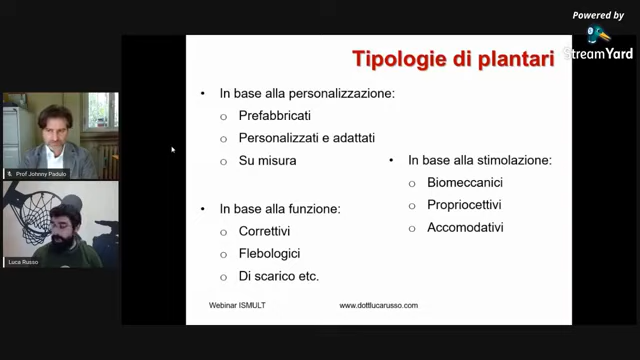 Powered by
StreamYard
Tipologie di plantari
• In base alla personalizzazione:
o Prefabbricati
o Personalizzati e adattati
o Su misura
• In base alla funzione:
o Correttivi
o Flebologici
o Di scarico etc.
• In base alla stimolazione:
o Biomeccanici
o Propriocettivi
o Accomodativi
Webinar ISMULT
www.dottlucarusso.com
Prof Johnny Padulo
Luca Russo